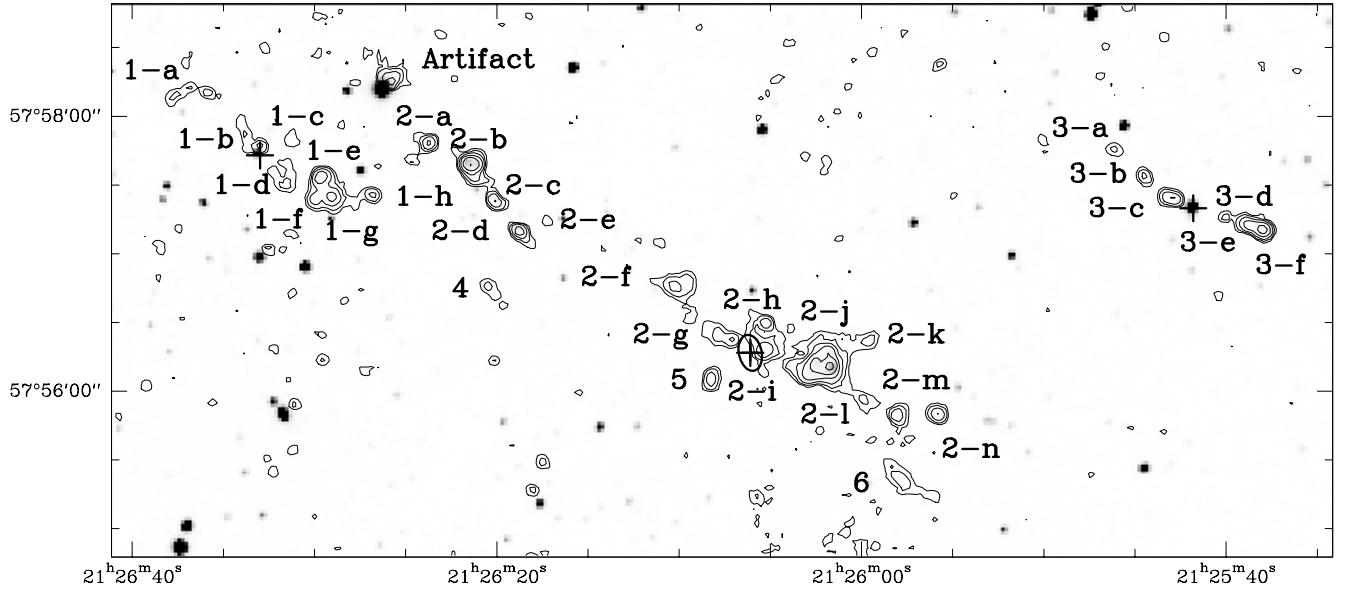 Artifact
1-a
57°58′00″
1-c
2-a
3-a
1-b
1-e
2-b
3-b
1-d
1-h
2-c
3-c
3-d
1-f
1-g
2-d
2-e
3-e
3-f
4
2-f
2-h
2-j
2-g
2-k
57°56′00″
5
2-i
2-m
2-l
2-n
6
21ʰ26ᵐ40ˢ
21ʰ26ᵐ20ˢ
21ʰ26ᵐ00ˢ
21ʰ25ᵐ40ˢ